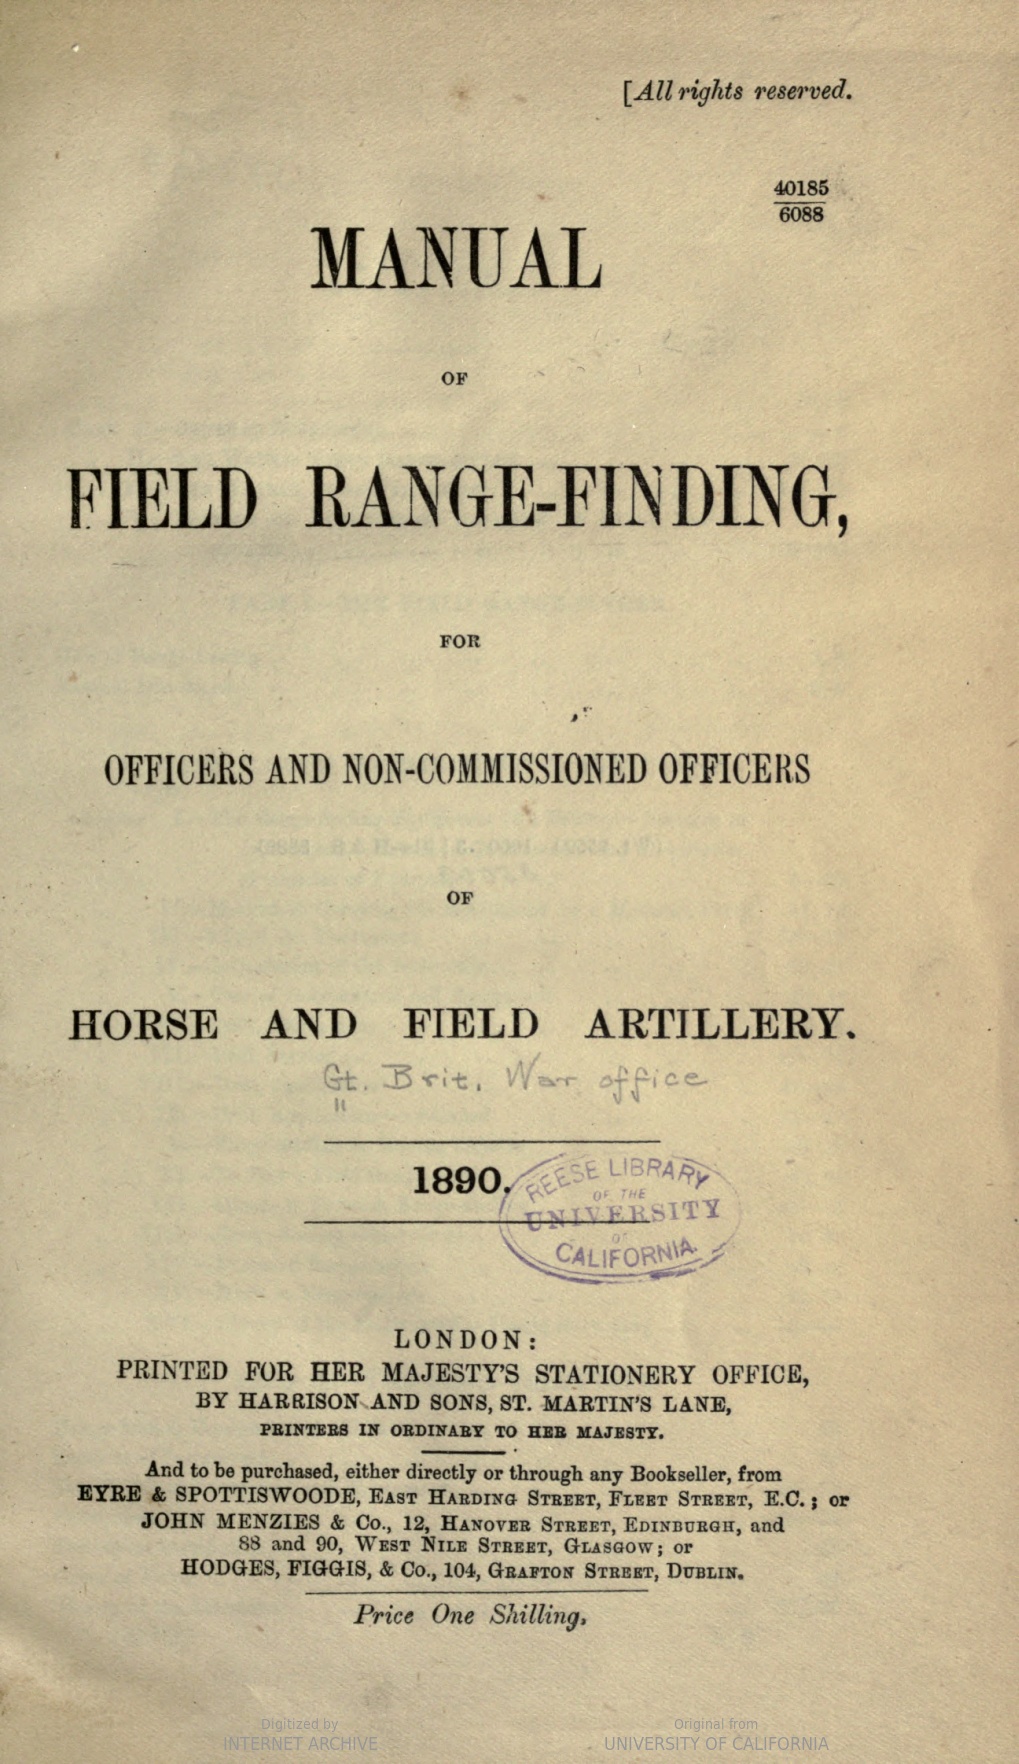 [All rights reserved.
40185
6088
MANUAL
OF
FIELD RANGE-FINDING,
FOR
OFFICERS AND NON-COMMISSIONED OFFICERS
OF
HORSE AND FIELD ARTILLERY.
Gt. Brit. War office
1890.
REESE LIBRARY
OF THE
UNIVERSITY
OF
CALIFORNIA
LONDON:
PRINTED FOR HER MAJESTY'S STATIONERY OFFICE,
BY HARRISON AND SONS, ST. MARTIN'S LANE,
PRINTERS IN ORDINARY TO HER MAJESTY.
And to be purchased, either directly or through any Bookseller, from
EYRE & SPOTTISWOODE, EAST HARDING STREET, FLEET STREET, E.C.; or
JOHN MENZIES & Co., 12, HANOVER STREET, EDINBURGH, and
88 and 90, WEST NILE STREET, GLASGOW; or
HODGES, FIGGIS, & Co., 104, GRAFTON STREET, DUBLIN.
Price One Shilling.
Digitized by
INTERNET ARCHIVE
Original from
UNIVERSITY OF CALIFORNIA